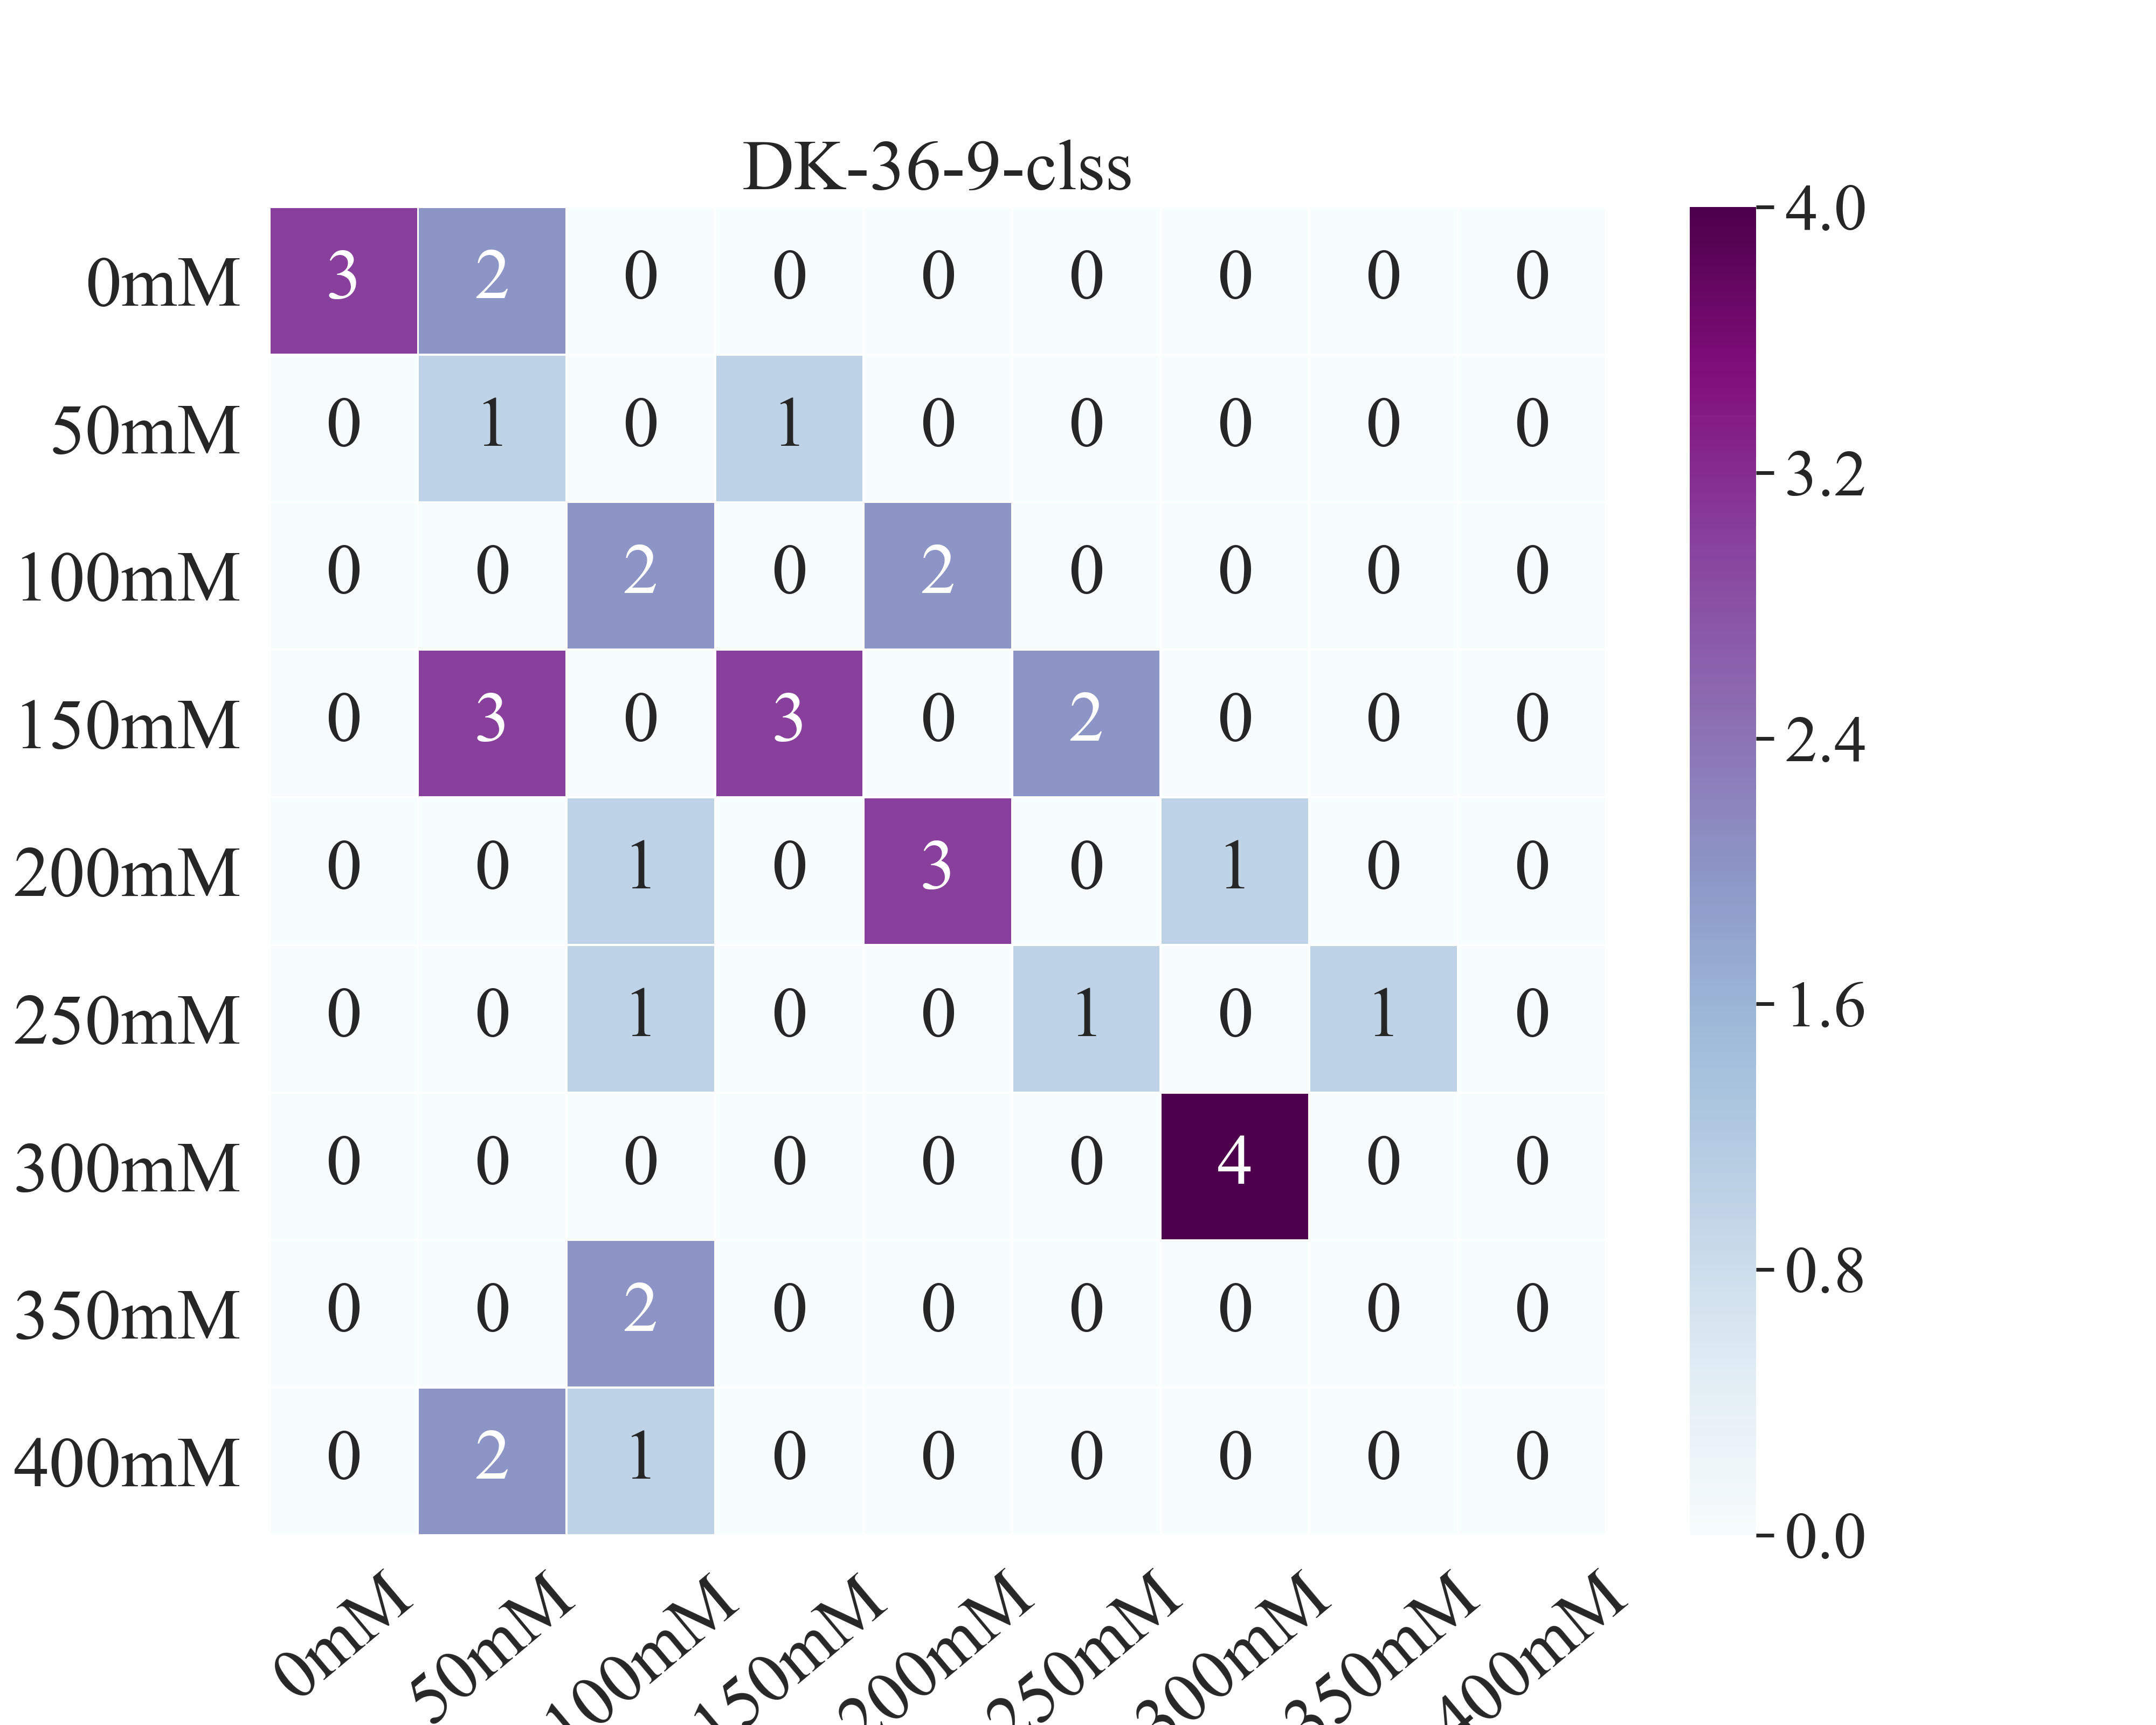 DK-36-9-clss
0mM 3 2 0 0 0 0 0 0 0
50mM 0 1 0 1 0 0 0 0 0
100mM 0 0 2 0 2 0 0 0 0
150mM 0 3 0 3 0 2 0 0 0
200mM 0 0 1 0 3 0 1 0 0
250mM 0 0 1 0 0 1 0 1 0
300mM 0 0 0 0 0 0 4 0 0
350mM 0 0 2 0 0 0 0 0 0
400mM 0 2 1 0 0 0 0 0 0
0mM 50mM 100mM 150mM 200mM 250mM 300mM 350mM 400mM
4.0
3.2
2.4
1.6
0.8
0.0